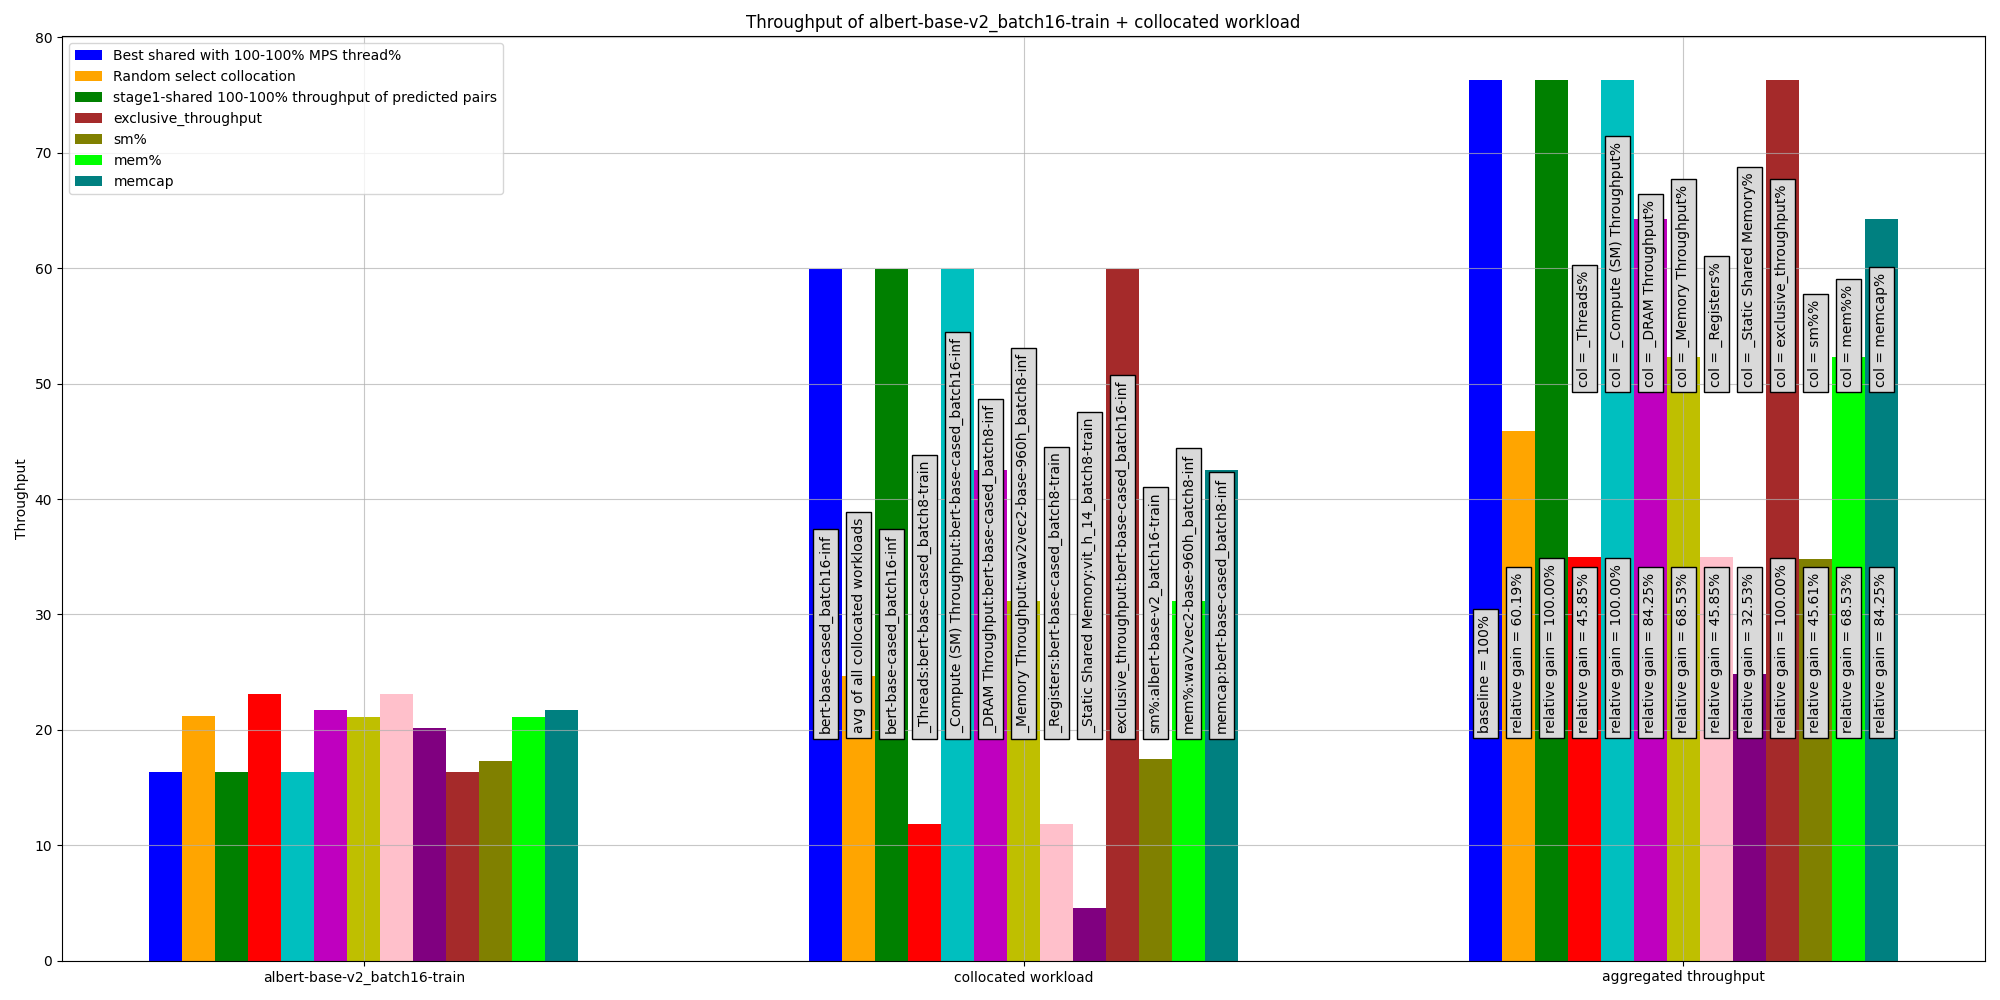 Throughput of albert-base-v2_batch16-train + collocated workload
80
70
60
50
40
30
20
10
0
Throughput
Best shared with 100-100% MPS thread%
Random select collocation
stage1-shared 100-100% throughput of predicted pairs
exclusive_throughput
sm%
mem%
memcap
bert-base-cased_batch16-inf
avg of all collocated workloads
bert-base-cased_batch16-inf
_Threads:bert-base-cased_batch8-train
_Compute (SM) Throughput:bert-base-cased_batch16-inf
_DRAM Throughput:bert-base-cased_batch8-inf
_Memory Throughput:wav2vec2-base-960h_batch8-inf
_Registers:bert-base-cased_batch8-train
_Static Shared Memory:vit_h_14_batch8-train
exclusive_throughput:bert-base-cased_batch16-inf
sm%:albert-base-v2_batch16-train
mem%:wav2vec2-base-960h_batch8-inf
memcap:bert-base-cased_batch8-inf
col = _Threads%
col = _Compute (SM) Throughput%
col = _DRAM Throughput%
col = _Memory Throughput%
col = _Registers%
col = _Static Shared Memory%
col = exclusive_throughput%
col = sm%%
col = mem%%
col = memcap%
baseline = 100%
relative gain = 60.19%
relative gain = 100.00%
relative gain = 45.85%
relative gain = 100.00%
relative gain = 84.25%
relative gain = 68.53%
relative gain = 45.85%
relative gain = 32.53%
relative gain = 100.00%
relative gain = 45.61%
relative gain = 68.53%
relative gain = 84.25%
albert-base-v2_batch16-train
collocated workload
aggregated throughput